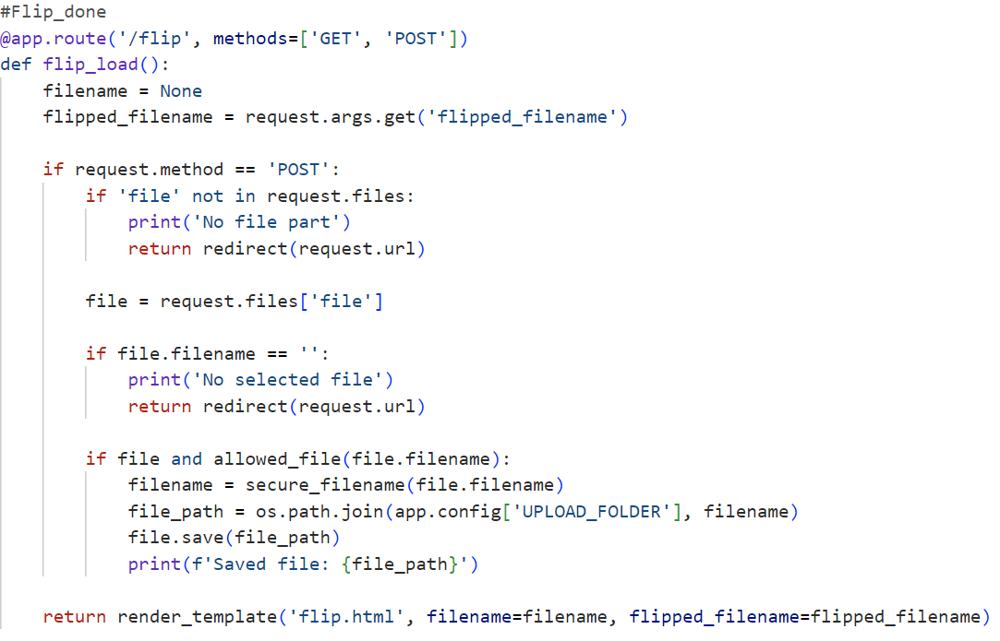 #Flip_done
@app.route('/flip', methods=['GET', 'POST'])
def flip_load():
    filename = None
    flipped_filename = request.args.get('flipped_filename')

    if request.method == 'POST':
        if 'file' not in request.files:
            print('No file part')
            return redirect(request.url)

        file = request.files['file']

        if file.filename == '':
            print('No selected file')
            return redirect(request.url)

        if file and allowed_file(file.filename):
            filename = secure_filename(file.filename)
            file_path = os.path.join(app.config['UPLOAD_FOLDER'], filename)
            file.save(file_path)
            print(f'Saved file: {file_path}')

    return render_template('flip.html', filename=filename, flipped_filename=flipped_filename)